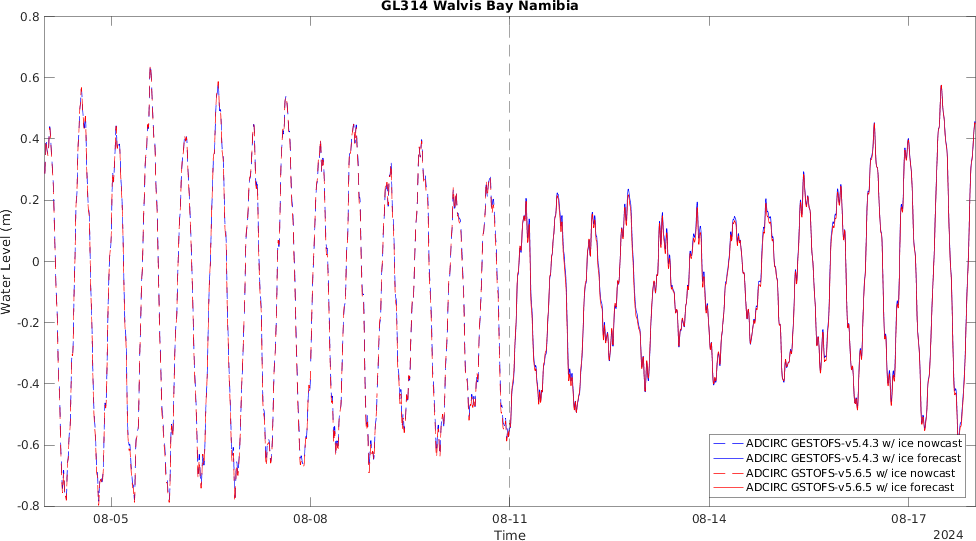 GL314 Walvis Bay Namibia
0.8
0.6
0.4
0.2
0
-0.2
-0.4
-0.6
-0.8
Water Level (m)
ADCIRC GESTOFS-v5.4.3 w/ ice nowcast
ADCIRC GESTOFS-v5.4.3 w/ ice forecast
ADCIRC GSTOFS-v5.6.5 w/ ice nowcast
ADCIRC GSTOFS-v5.6.5 w/ ice forecast
08-05 08-08 08-11 08-14 08-17
Time
2024